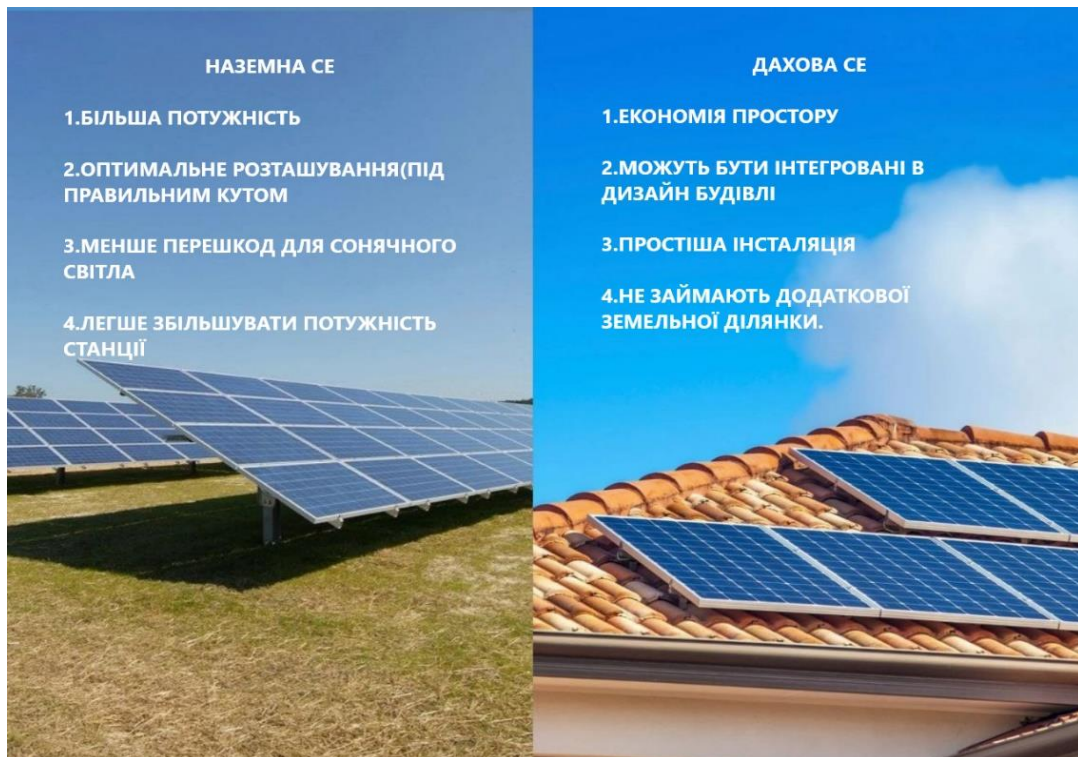 НАЗЕМНА СЕ
1.БІЛЬША ПОТУЖНІСТЬ
2.ОПТИМАЛЬНЕ РОЗТАШУВАННЯ(ПІД
ПРАВИЛЬНИМ КУТОМ
3.МЕНШЕ ПЕРЕШКОД ДЛЯ СОНЯЧНОГО
СВІТЛА
4.ЛЕГШЕ ЗБІЛЬШУВАТИ ПОТУЖНІСТЬ
СТАНЦІЇ
ДАХОВА СЕ
1.ЕКОНОМІЯ ПРОСТОРУ
2.МОЖУТЬ БУТИ ІНТЕГРОВАНІ В
ДИЗАЙН БУДІВЛІ
3.ПРОСТІША ІНСТАЛЯЦІЯ
4.НЕ ЗАЙМАЮТЬ ДОДАТКОВОЇ
ЗЕМЕЛЬНОЇ ДІЛЯНКИ.